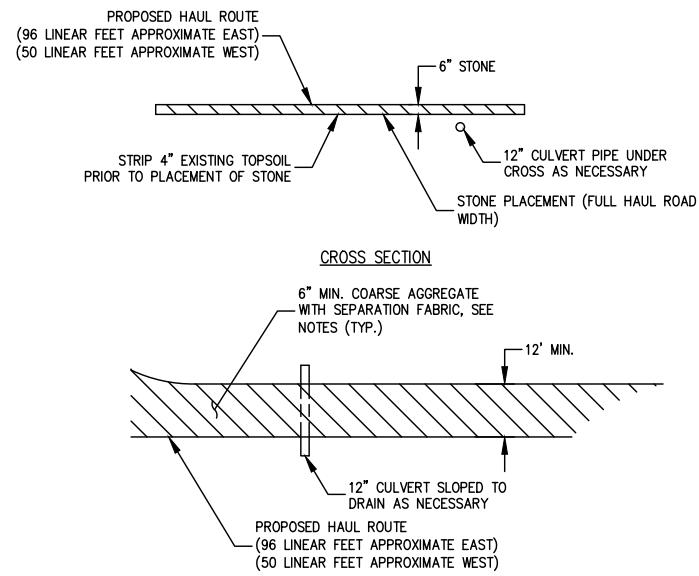 PROPOSED HAUL ROUTE
(96 LINEAR FEET APPROXIMATE EAST)
(50 LINEAR FEET APPROXIMATE WEST)
6" STONE
STRIP 4" EXISTING TOPSOIL
PRIOR TO PLACEMENT OF STONE
12" CULVERT PIPE UNDER
CROSS AS NECESSARY
STONE PLACEMENT (FULL HAUL ROAD
WIDTH)
CROSS SECTION
6" MIN. COARSE AGGREGATE
WITH SEPARATION FABRIC, SEE
NOTES (TYP.)
12' MIN.
12" CULVERT SLOPED TO
DRAIN AS NECESSARY
PROPOSED HAUL ROUTE
(96 LINEAR FEET APPROXIMATE EAST)
(50 LINEAR FEET APPROXIMATE WEST)